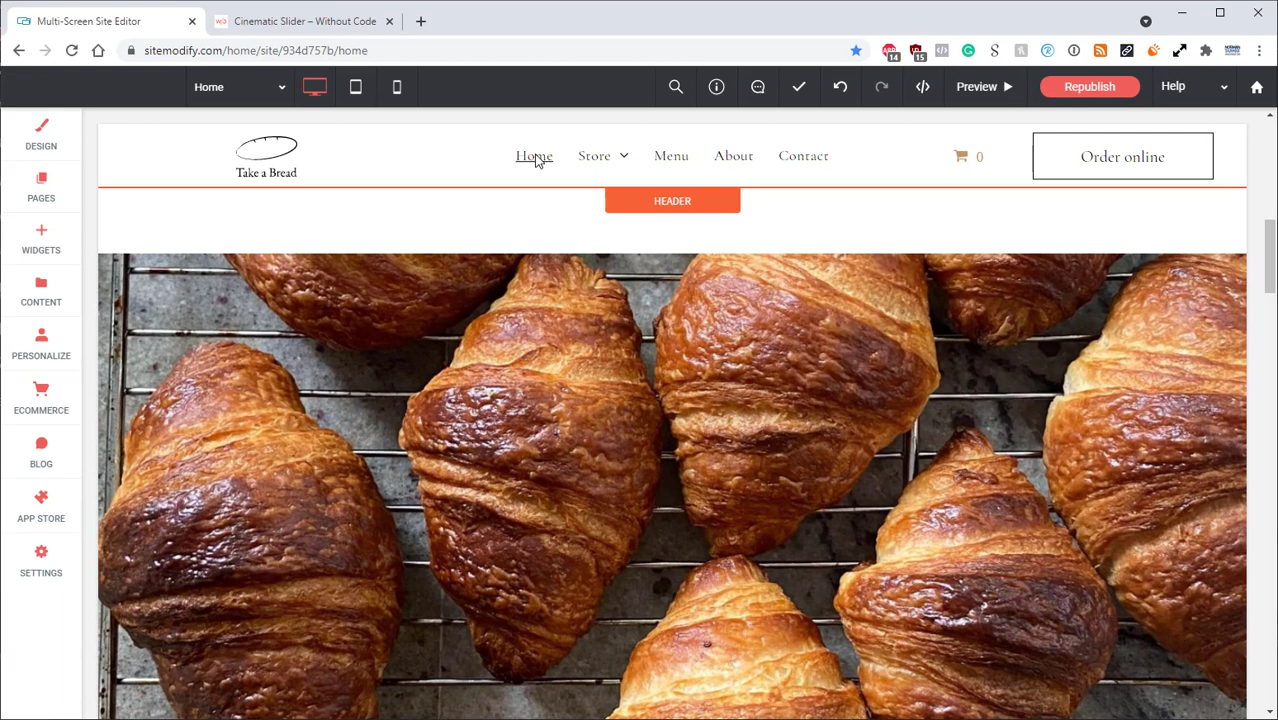 Multi-Screen Site Editor
Cinematic Slider – Without Code
sitemodify.com/home/site/934d757b/home
14
15
Home
Preview
Republish
Help
DESIGN
PAGES
WIDGETS
CONTENT
PERSONALIZE
ECOMMERCE
BLOG
APP STORE
SETTINGS
Take a Bread
Home
Store
Menu
About
Contact
0
Order online
HEADER